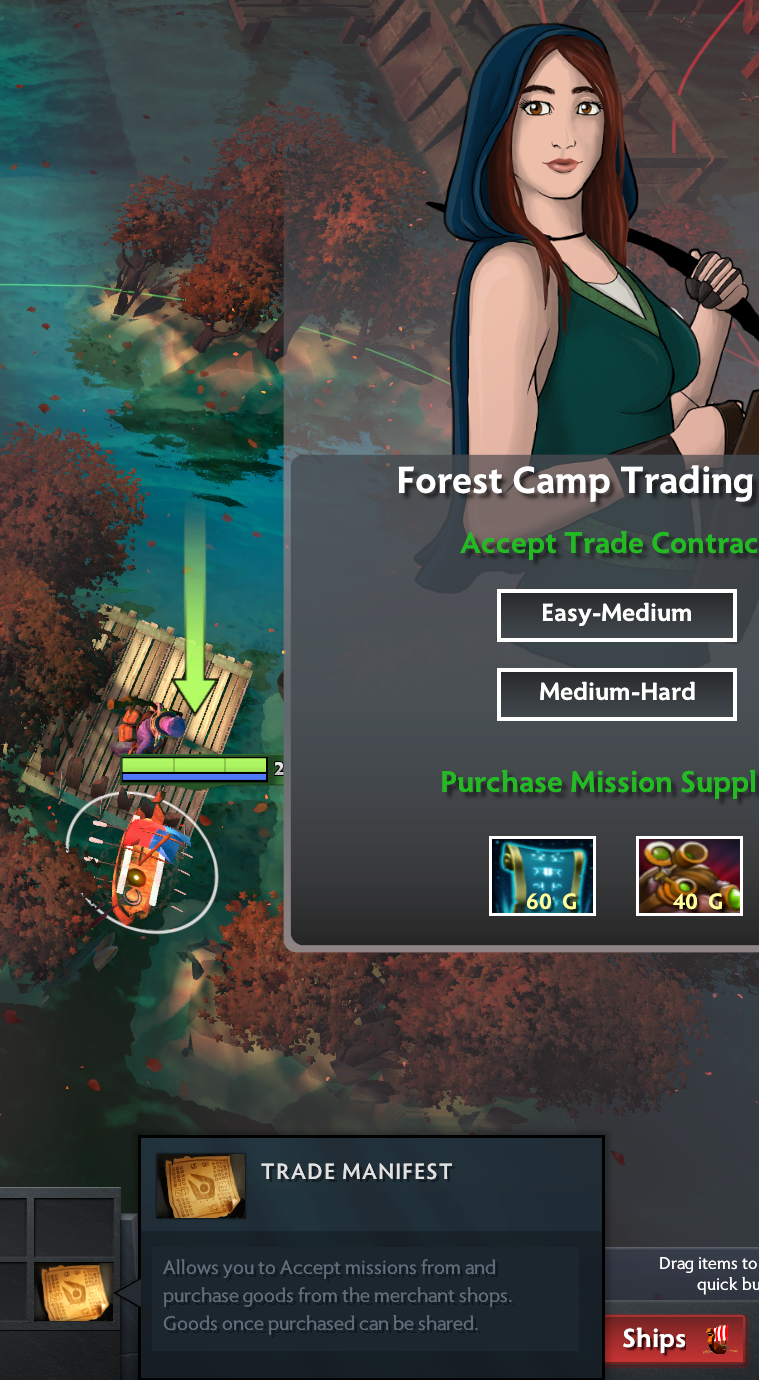 Forest Camp Trading
Accept Trade Contrac
Easy-Medium
Medium-Hard
2
Purchase Mission Suppl
60 G
40 G
TRADE MANIFEST
Allows you to Accept missions from and
purchase goods from the merchant shops.
Goods once purchased can be shared.
Drag items to
quick bu
Ships